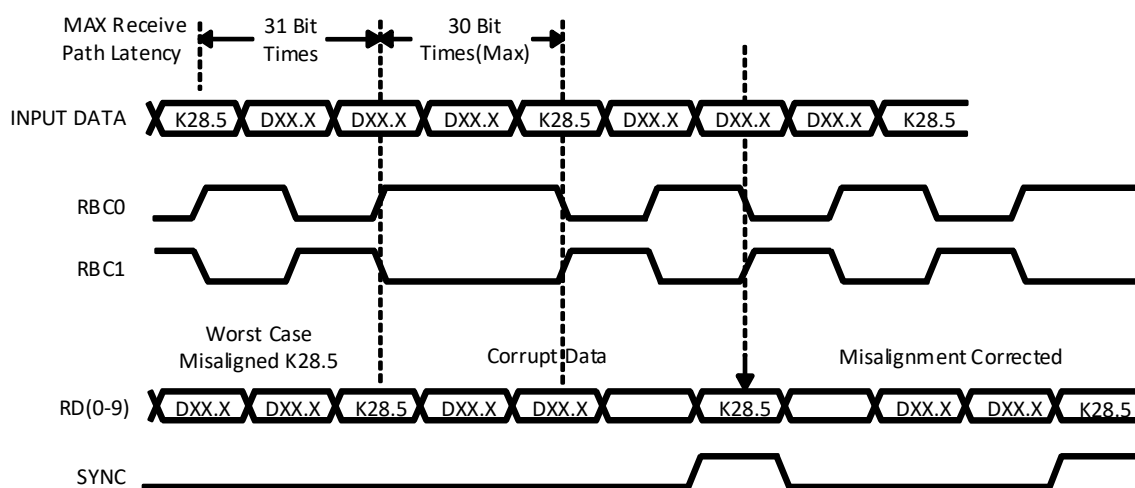 MAX Receive 31 Bit 30 Bit
Path Latency Times Times(Max)
INPUT DATA K28.5 DXX.X DXX.X DXX.X K28.5 DXX.X DXX.X DXX.X K28.5
RBC0
RBC1
Worst Case
Misaligned K28.5 Corrupt Data Misalignment Corrected
RD(0-9) DXX.X DXX.X K28.5 DXX.X DXX.X K28.5 DXX.X DXX.X K28.5
SYNC